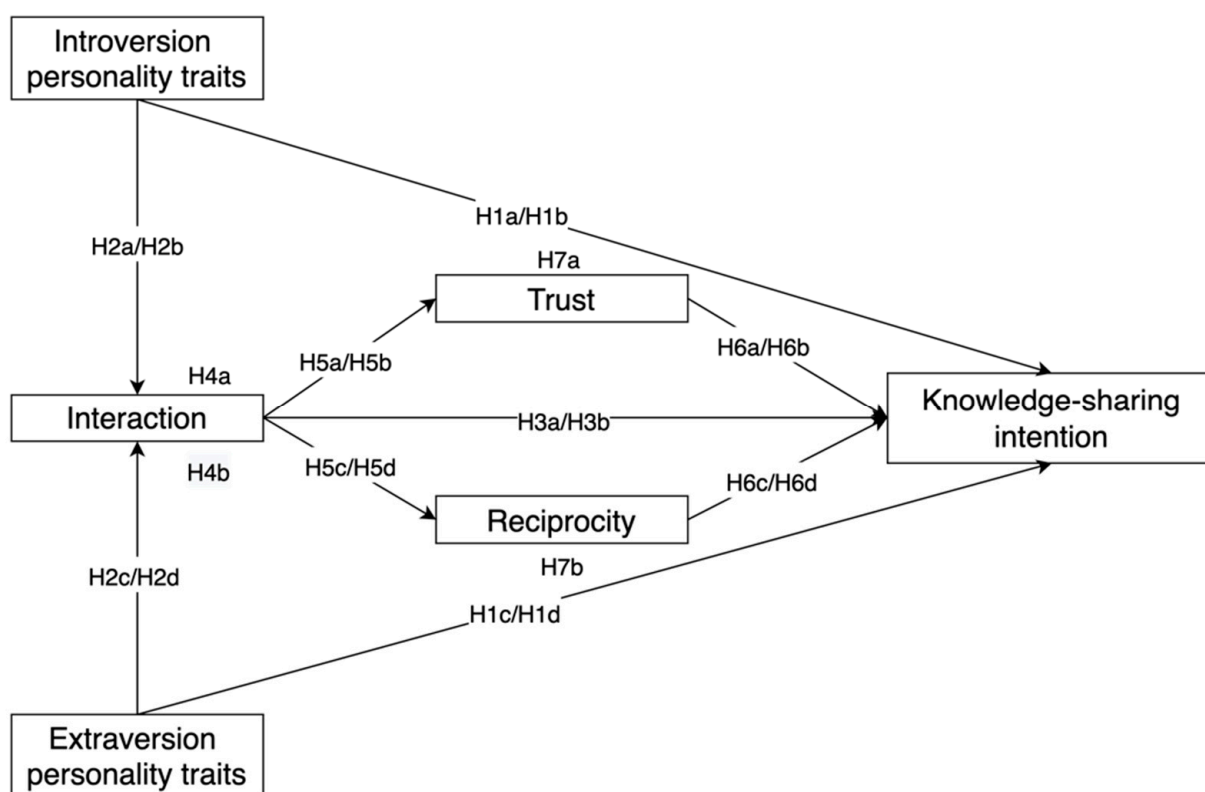 Introversion
personality traits
H1a/H1b
H2a/H2b
H7a
Trust
H5a/H5b
H6a/H6b
H4a
Interaction
H3a/H3b
Knowledge-sharing
intention
H4b
H5c/H5d
H6c/H6d
Reciprocity
H7b
H2c/H2d
H1c/H1d
Extraversion
personality traits